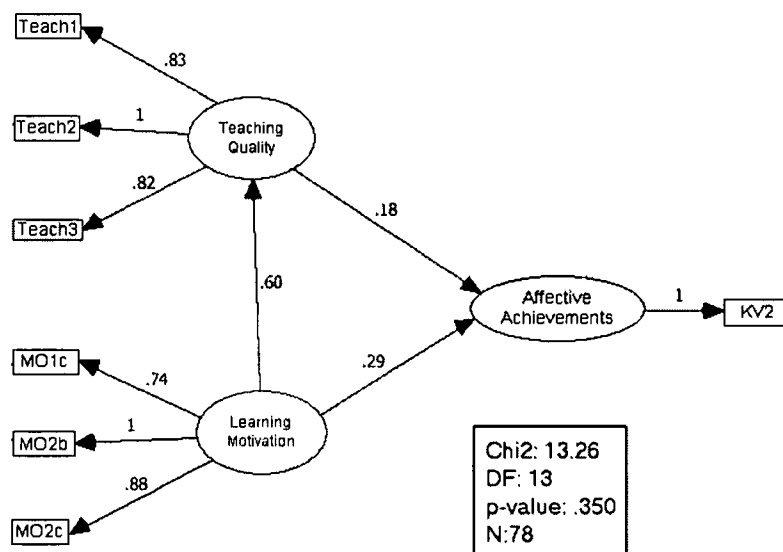 Teach1
.83
Teach2
1
Teaching
Quality
.82
Teach3
.18
.60
Affective
Achievements
1
KV2
MO1c
.74
.29
MO2b
1
Learning
Motivation
.88
MO2c
Chi2: 13.26
DF: 13
p-value: .350
N:78